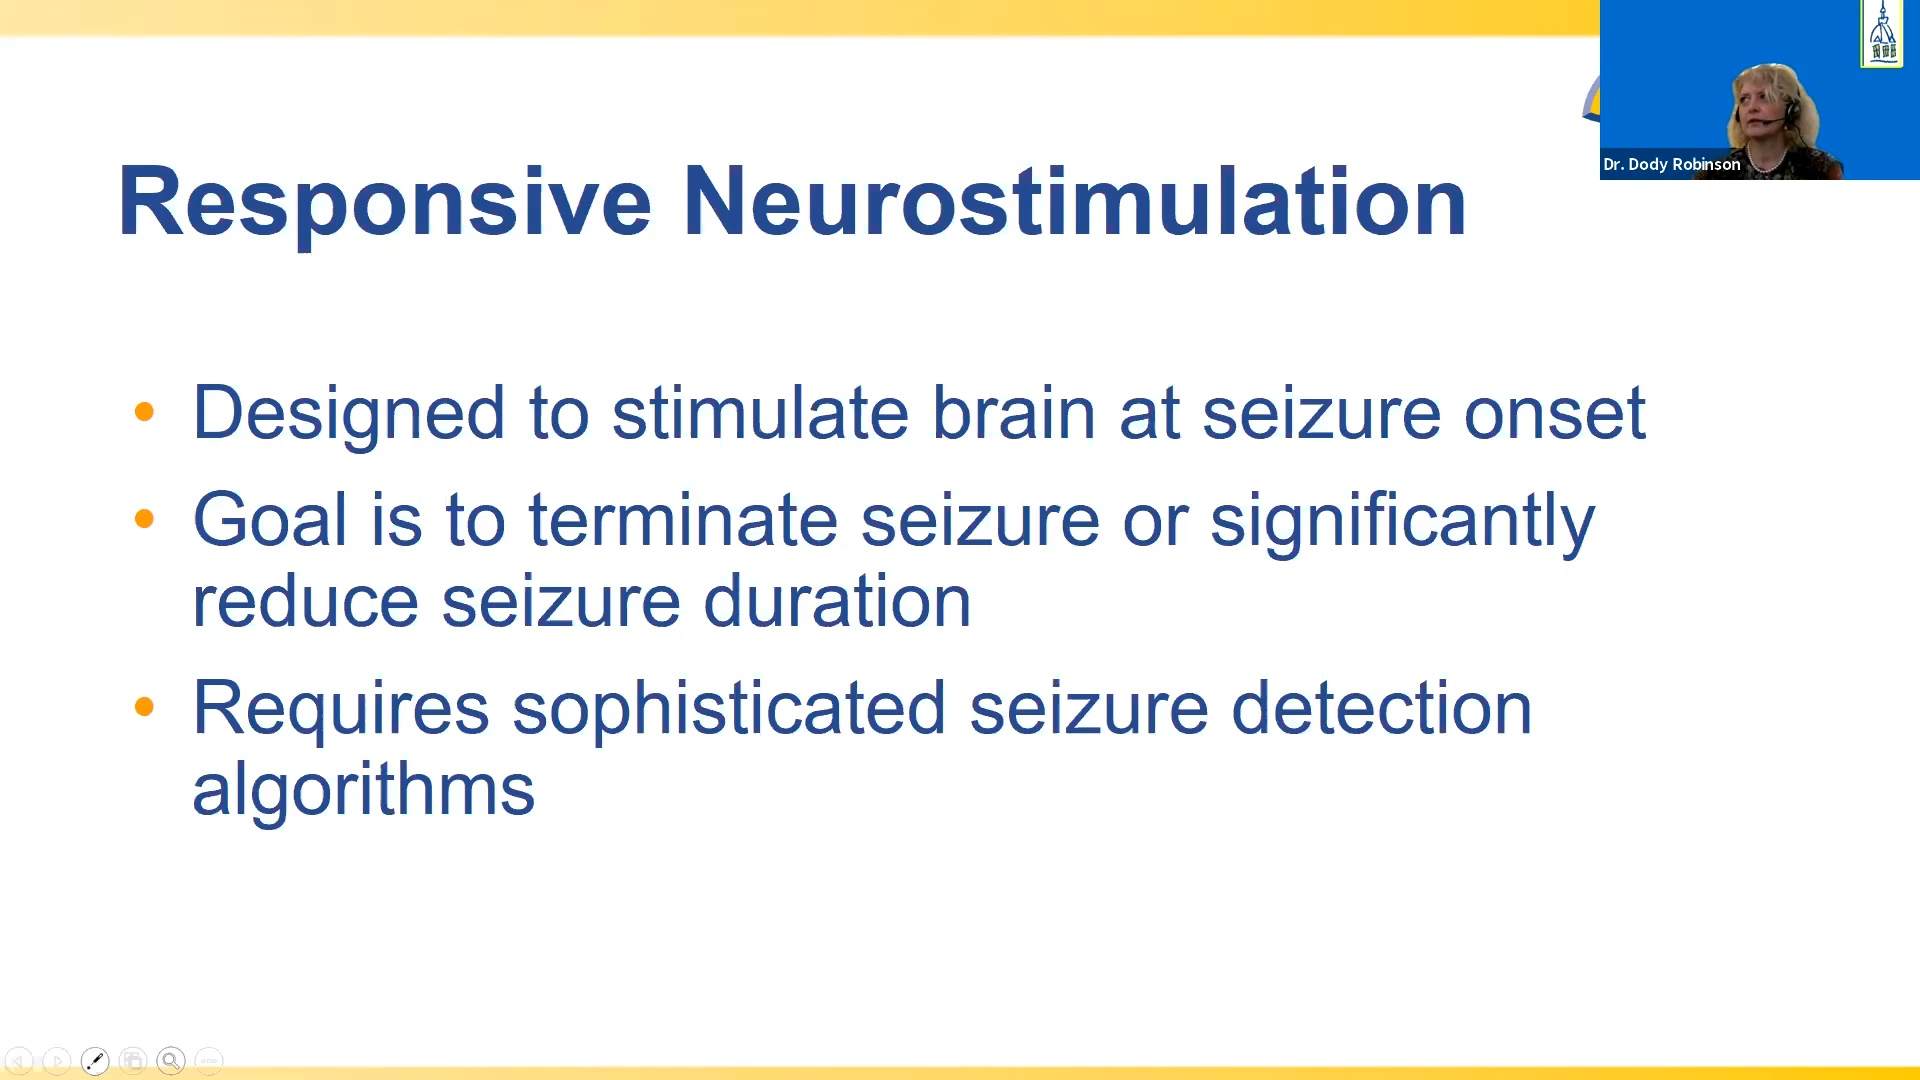 Dr. Dody Robinson
Responsive Neurostimulation
• Designed to stimulate brain at seizure onset
• Goal is to terminate seizure or significantly
reduce seizure duration
• Requires sophisticated seizure detection
algorithms